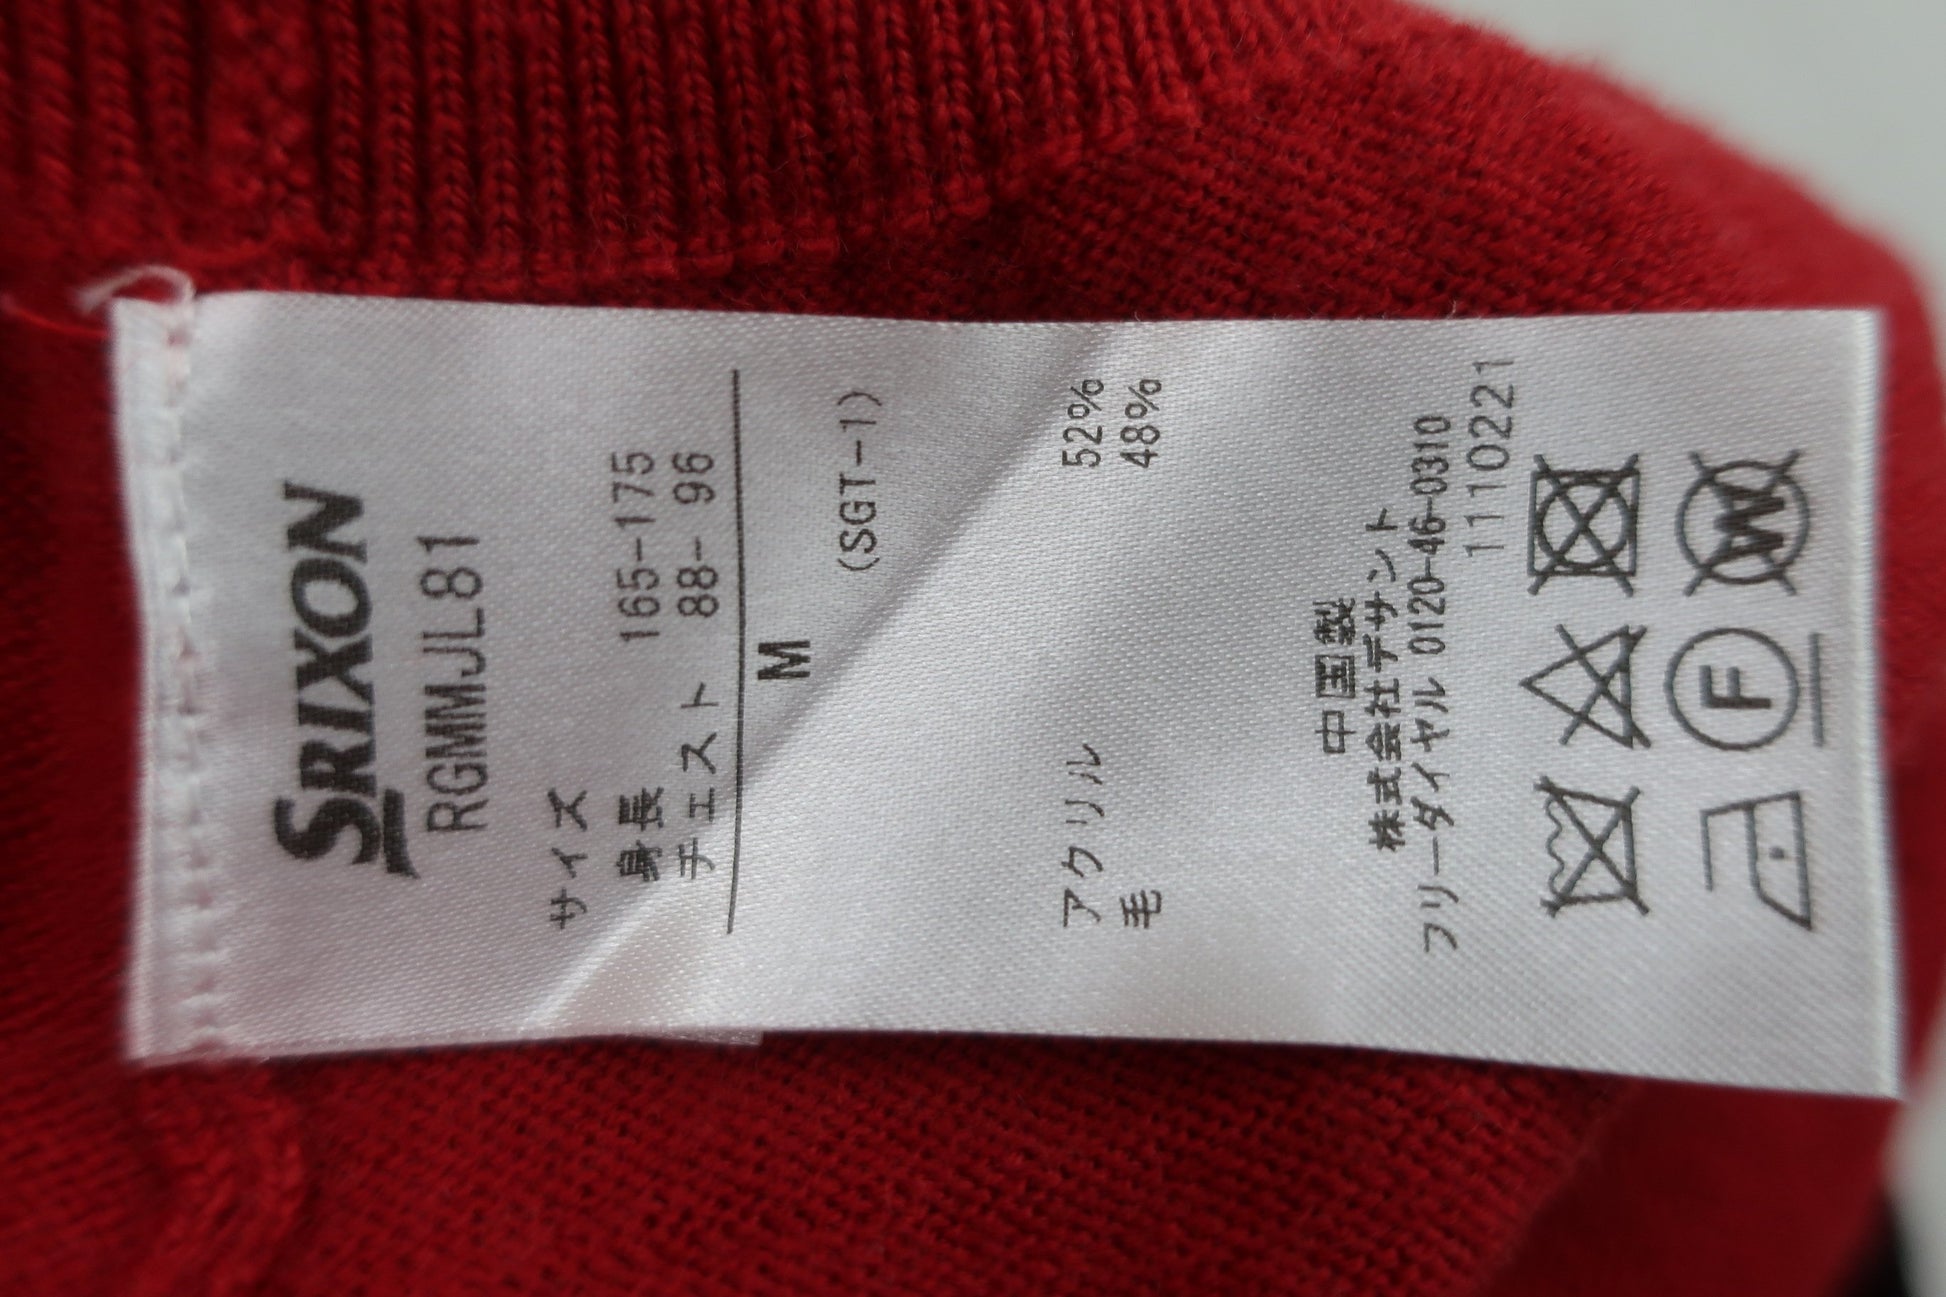 SRIXON
RGMMJL81
サイズ
身長 165-175
チェスト 88- 96
M
(SGT-1)
アクリル 52%
毛 48%
中国製
株式会社デサント
フリーダイヤル 0120-46-0310
1110221
W
F